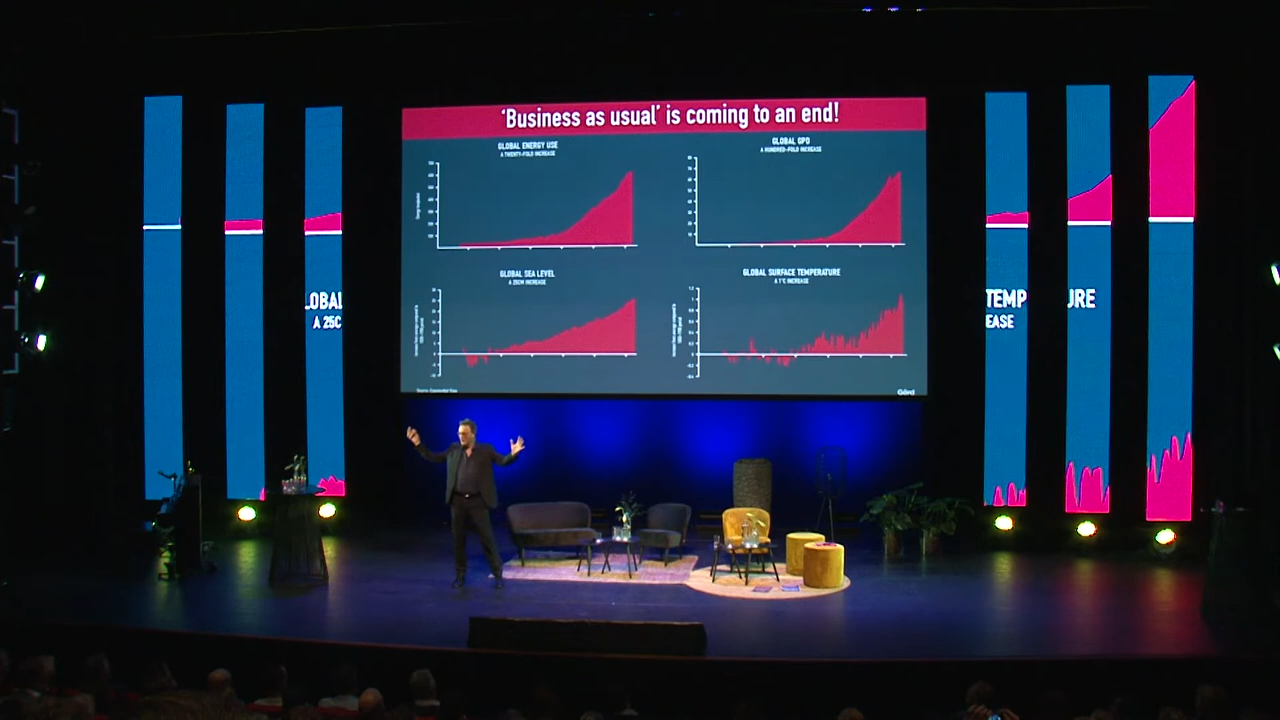 'Business as usual' is coming to an end!
GLOBAL ENERGY USE
A TWENTY-FOLD INCREASE
GLOBAL GPD
A HUNDRED-FOLD INCREASE
GLOBAL SEA LEVEL
A 25CM INCREASE
GLOBAL SURFACE TEMPERATURE
A 1°C INCREASE
LOBAL
A 25C
TEMP
EASE
URE
Gerd